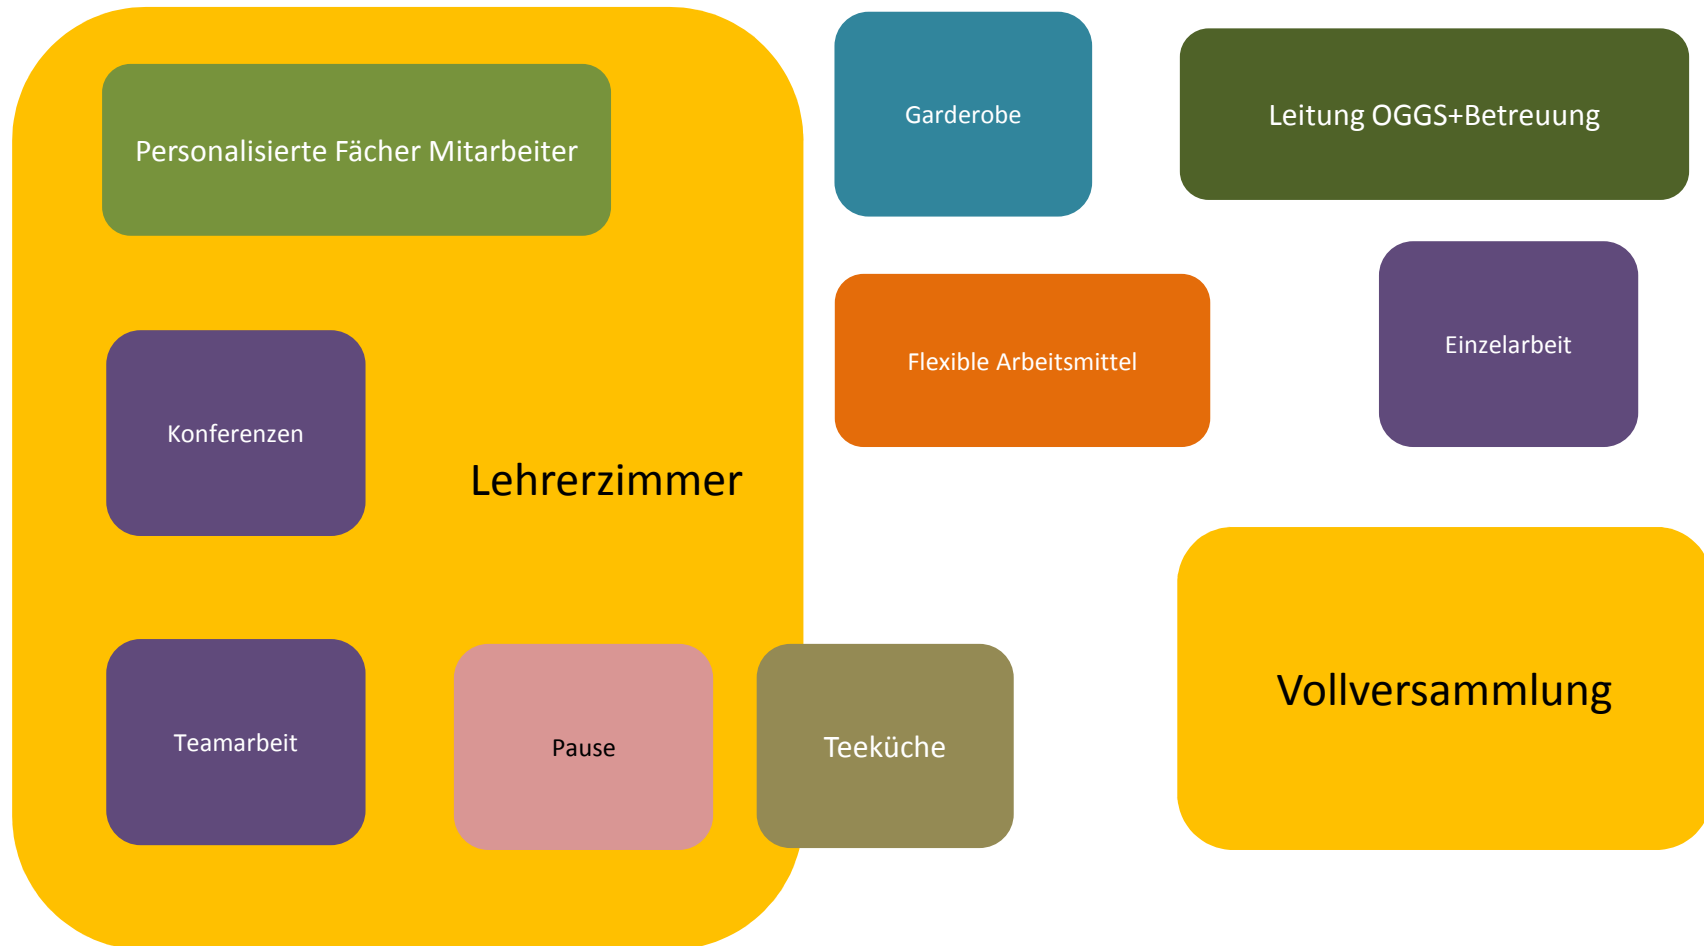 Personalisierte Fächer Mitarbeiter
Garderobe
Leitung OGGS+Betreuung
Flexible Arbeitsmittel
Einzelarbeit
Konferenzen
Lehrerzimmer
Teamarbeit
Pause
Teeküche
Vollversammlung